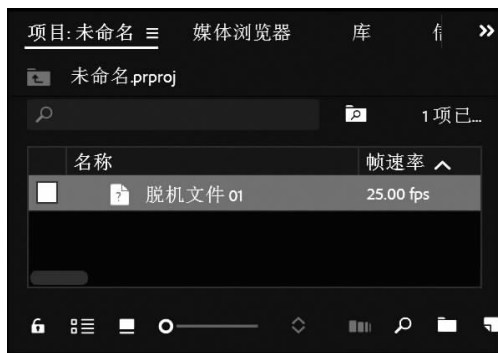 项目:未命名 媒体浏览器 库
未命名.prproj
1项已...
名称 帧速率
脱机文件 01 25.00 fps